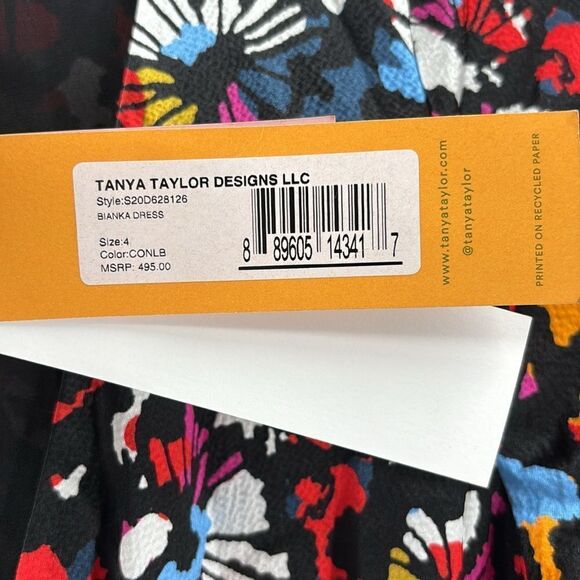 TANYA TAYLOR DESIGNS LLC
Style:S20D628126
BIANKA DRESS
Size:4
Color:CONLB
MSRP: 495.00
8 89605 14341 7
www.tanyataylor.com
@tanyataylor
PRINTED ON RECYCLED PAPER